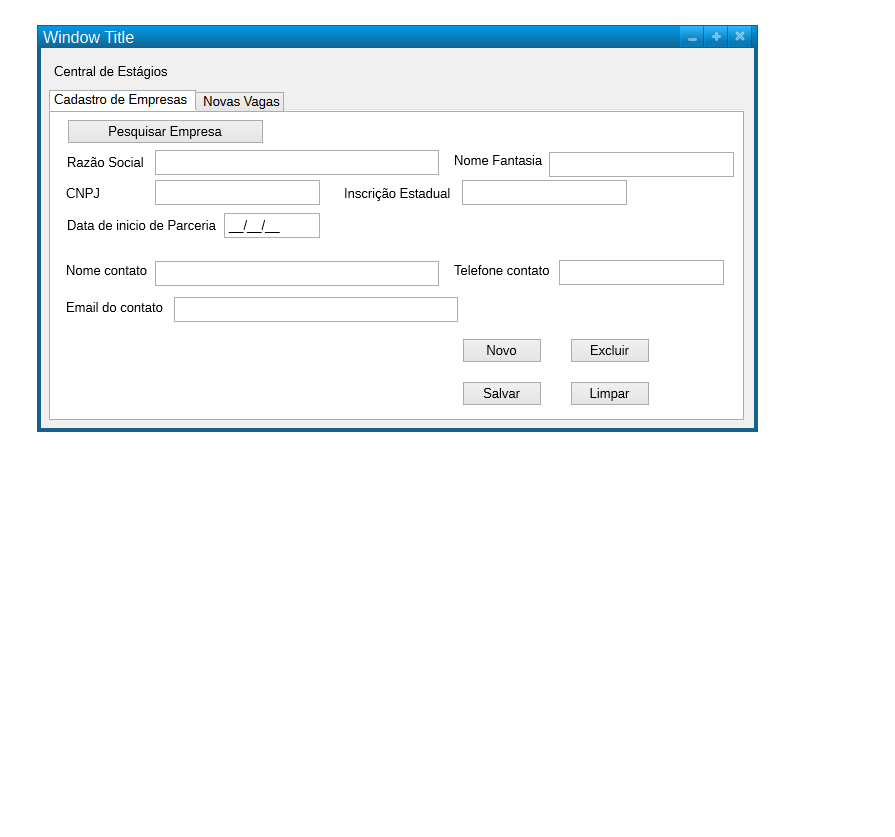 Window Title
Central de Estágios
Cadastro de Empresas Novas Vagas
Pesquisar Empresa
Razão Social Nome Fantasia
CNPJ Inscrição Estadual
Data de inicio de Parceria __/__/__
Nome contato Telefone contato
Email do contato
Novo Excluir
Salvar Limpar